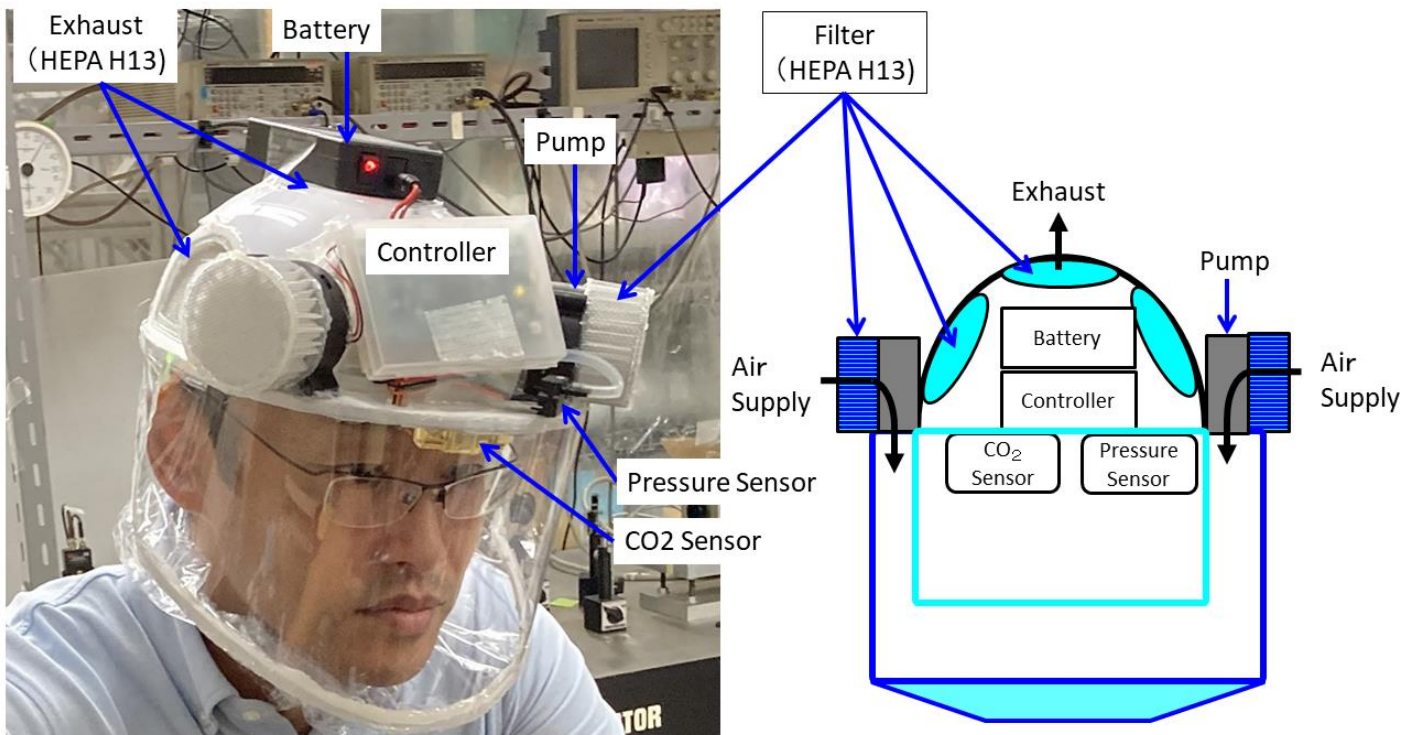 Exhaust
（HEPA H13)
Battery
Pump
Controller
Pressure Sensor
CO2 Sensor
TOR
Filter
（HEPA H13)
Exhaust
Pump
Air
Supply
Battery
Controller
CO₂
Sensor
Pressure
Sensor
Air
Supply